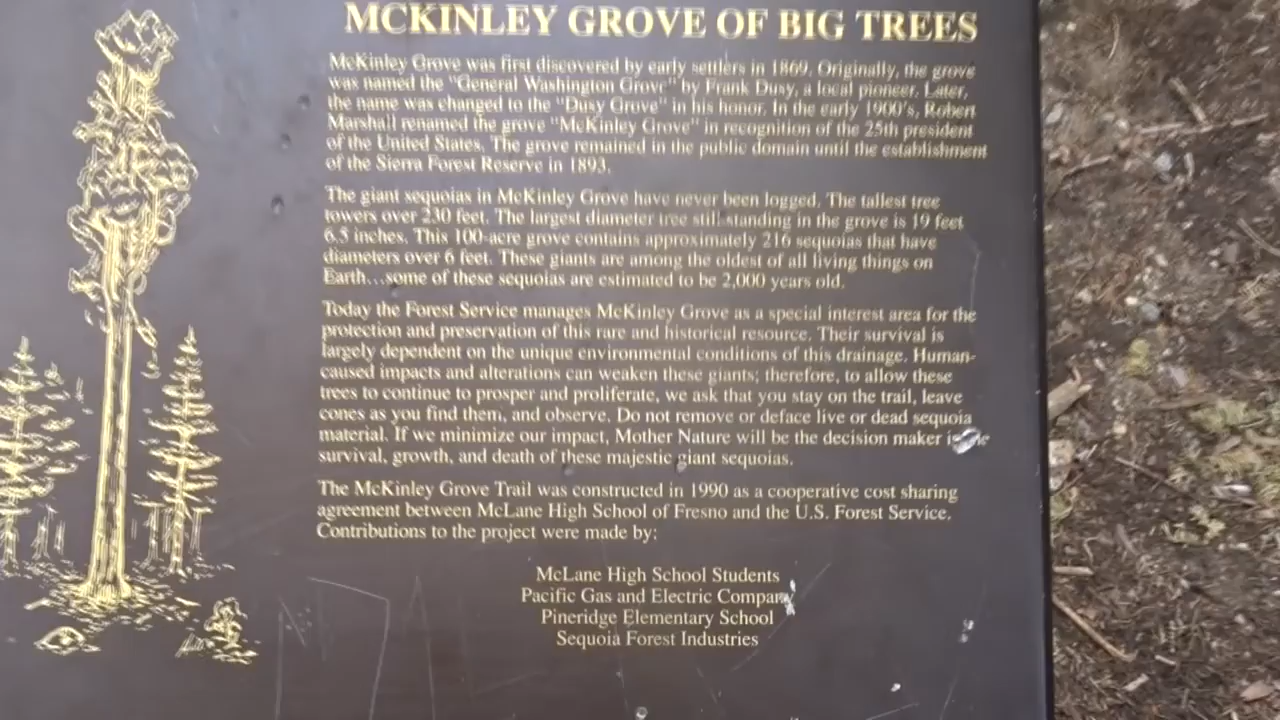 MCKINLEY GROVE OF BIG TREES
McKinley Grove was first discovered by early settlers in 1869. Originally, the grove
was named the "General Washington Grove" by Frank Dusy, a local pioneer. Later,
the name was changed to the "Dusy Grove" in his honor. In the early 1900's, Robert
Marshall renamed the grove "McKinley Grove" in recognition of the 25th president
of the United States. The grove remained in the public domain until the establishment
of the Sierra Forest Reserve in 1893.
The giant sequoias in McKinley Grove have never been logged. The tallest tree
towers over 230 feet. The largest diameter tree still standing in the grove is 19 feet
6.5 inches. This 100-acre grove contains approximately 216 sequoias that have
diameters over 6 feet. These giants are among the oldest of all living things on
Earth...some of these sequoias are estimated to be 2,000 years old.
Today the Forest Service manages McKinley Grove as a special interest area for the
protection and preservation of this rare and historical resource. Their survival is
largely dependent on the unique environmental conditions of this drainage. Human-
caused impacts and alterations can weaken these giants; therefore, to allow these
trees to continue to prosper and proliferate, we ask that you stay on the trail, leave
cones as you find them, and observe. Do not remove or deface live or dead sequoia
material. If we minimize our impact, Mother Nature will be the decision maker
survival, growth, and death of these majestic giant sequoias.
The McKinley Grove Trail was constructed in 1990 as a cooperative cost sharing
agreement between McLane High School of Fresno and the U.S. Forest Service.
Contributions to the project were made by:
McLane High School Students
Pacific Gas and Electric Company
Pineridge Elementary School
Sequoia Forest Industries